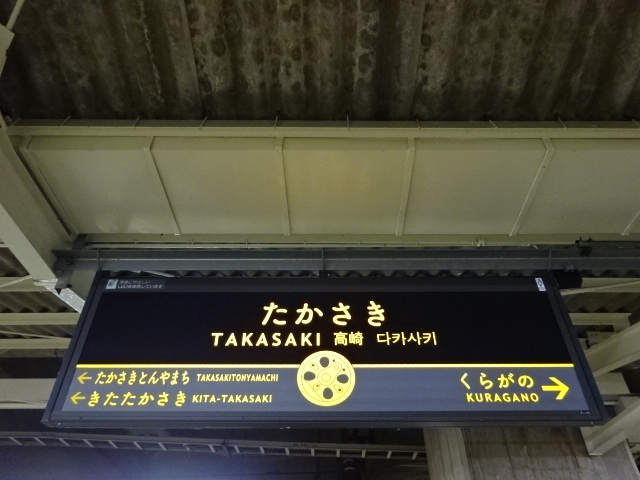 たかさき
TAKASAKI 高崎 다카사키
← たかさきとんやまち TAKASAKITONYAMACHI
← きたたかさき KITA-TAKASAKI
くらがの →
KURAGANO